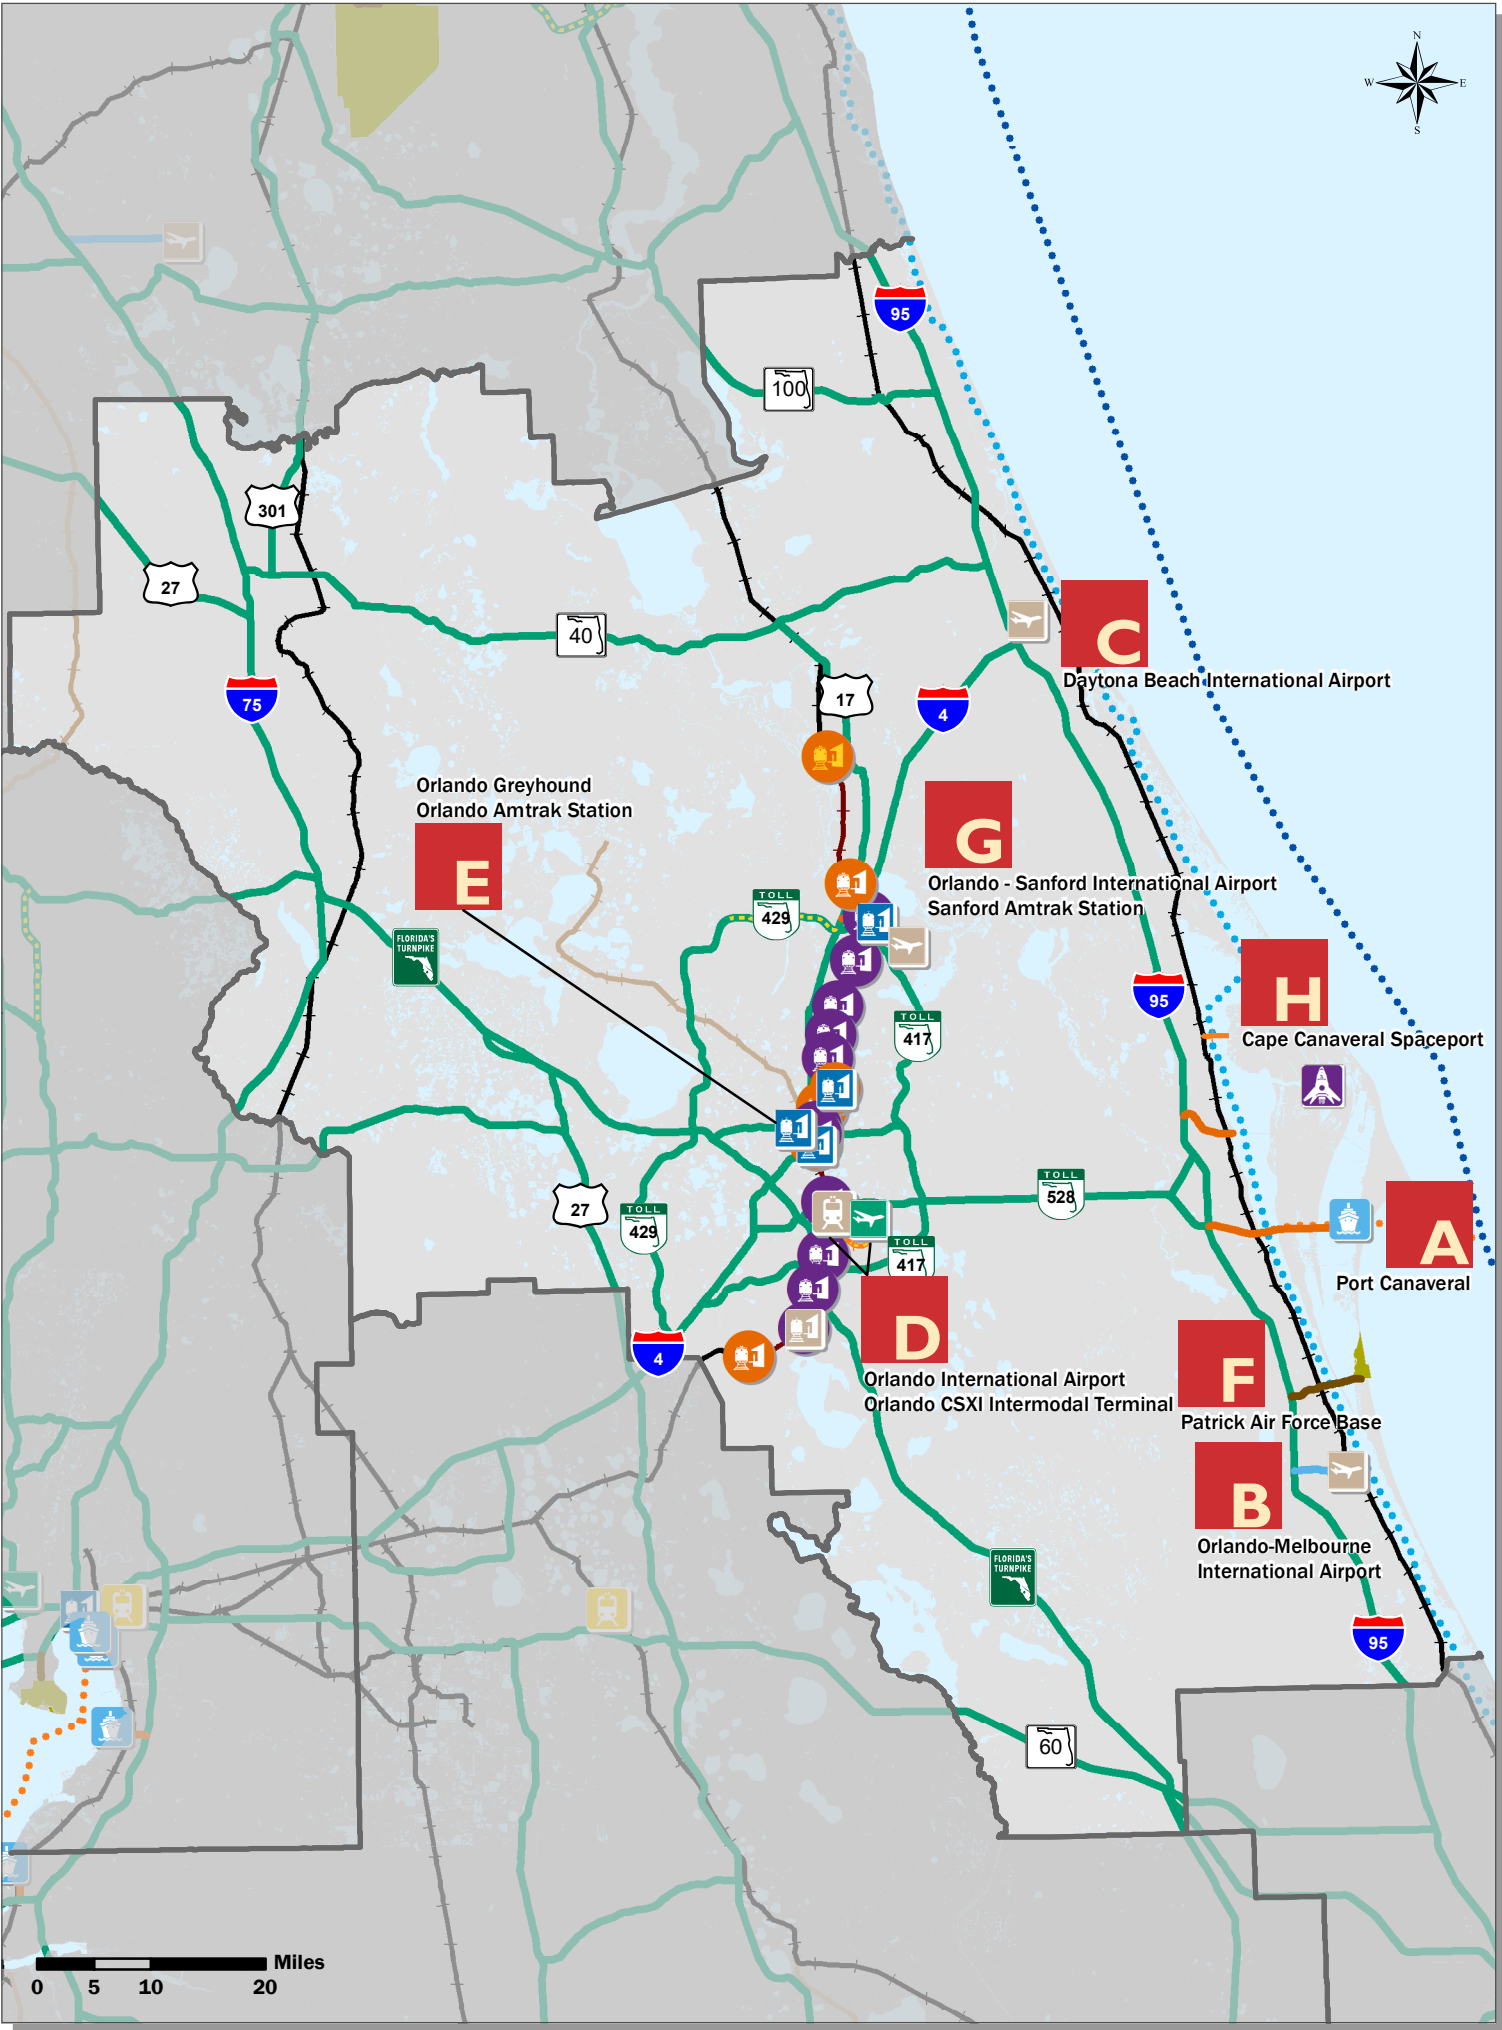 N
W E
S
95
100
301
27
40
C
Daytona Beach International Airport
75
17
4
Orlando Greyhound
Orlando Amtrak Station
E
G
Orlando - Sanford International Airport
Sanford Amtrak Station
TOLL
429
FLORIDA'S
TURNPIKE
H
Cape Canaveral Spaceport
95
TOLL
417
TOLL
528
27
TOLL
429
A
Port Canaveral
TOLL
417
D
Orlando International Airport
Orlando CSXI Intermodal Terminal
4
F
Patrick Air Force Base
B
Orlando-Melbourne
International Airport
FLORIDA'S
TURNPIKE
95
60
Miles
0 5 10 20